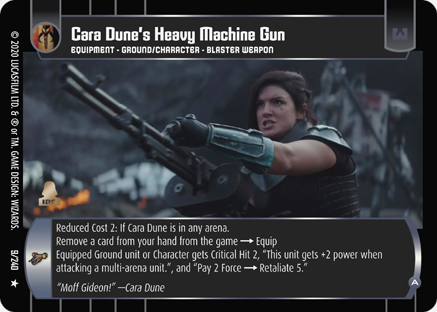 Cara Dune's Heavy Machine Gun
EQUIPMENT - GROUND/CHARACTER - BLASTER WEAPON
© 2020 LUCASFILM LTD. & ® or TM. GAME DESIGN: WIZARDS.
9/240
IDC
Reduced Cost 2: If Cara Dune is in any arena.
Remove a card from your hand from the game → Equip
Equipped Ground unit or Character gets Critical Hit 2, "This unit gets +2 power when
attacking a multi-arena unit.", and "Pay 2 Force → Retaliate 5."
"Moff Gideon!" —Cara Dune
A